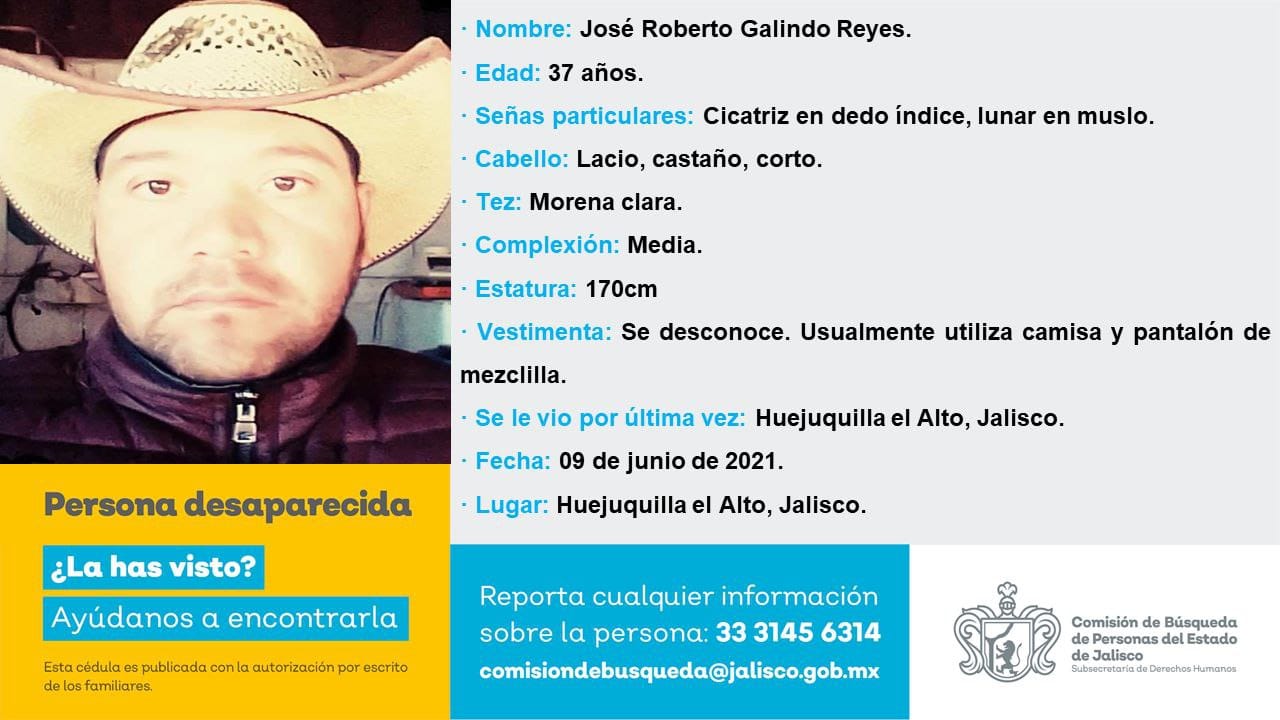 · Nombre: José Roberto Galindo Reyes.
· Edad: 37 años.
· Señas particulares: Cicatriz en dedo índice, lunar en muslo.
· Cabello: Lacio, castaño, corto.
· Tez: Morena clara.
· Complexión: Media.
· Estatura: 170cm
· Vestimenta: Se desconoce. Usualmente utiliza camisa y pantalón de
mezclilla.
· Se le vio por última vez: Huejuquilla el Alto, Jalisco.
· Fecha: 09 de junio de 2021.
· Lugar: Huejuquilla el Alto, Jalisco.
Persona desaparecida
¿La has visto?
Ayúdanos a encontrarla
Esta cédula es publicada con la autorización por escrito
de los familiares.
Reporta cualquier información
sobre la persona: 33 3145 6314
comisiondebusqueda@jalisco.gob.mx
Comisión de Búsqueda
de Personas del Estado
de Jalisco
Subsecretaría de Derechos Humanos